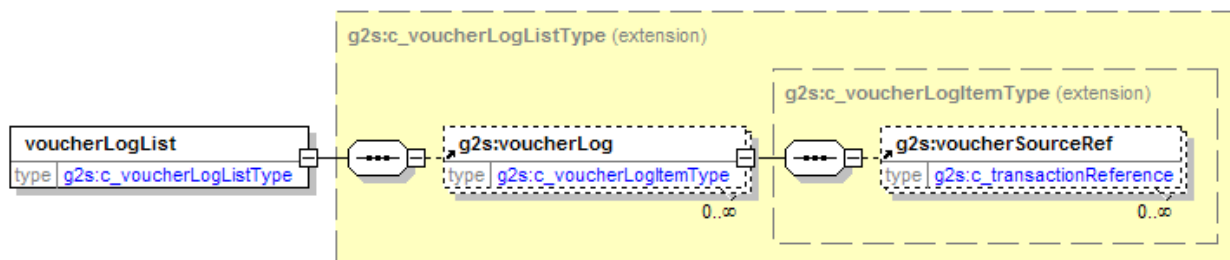 g2s:c_voucherLogListType (extension)
g2s:c_voucherLogItemType (extension)
voucherLogList
type g2s:c_voucherLogListType
g2s:voucherLog
type g2s:c_voucherLogItemType
0..∞
g2s:voucherSourceRef
type g2s:c_transactionReference
0..∞